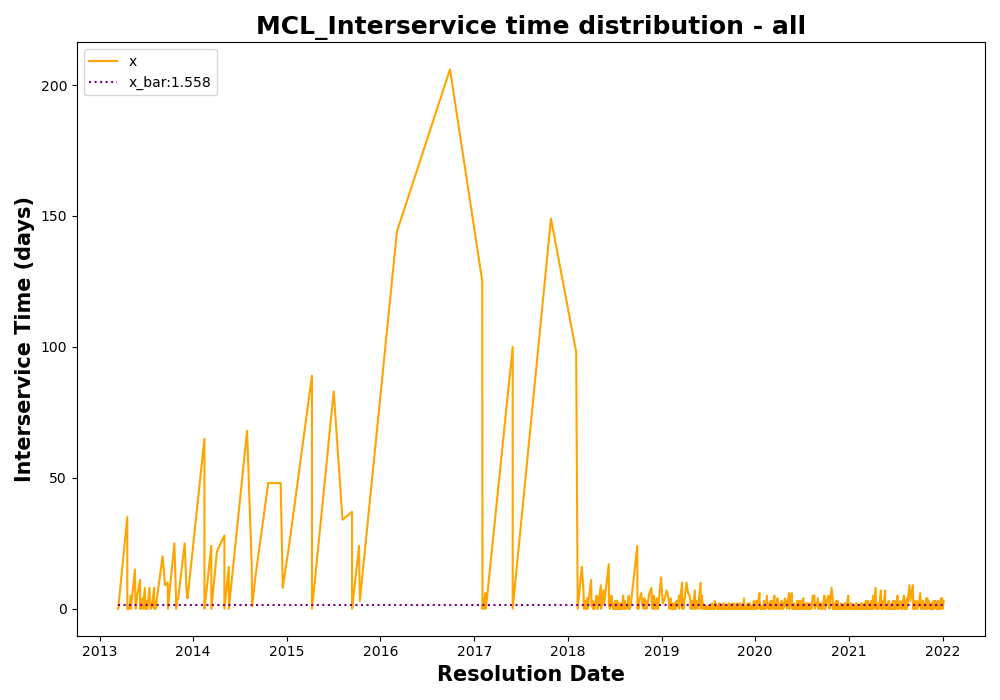 MCL_Interservice time distribution - all
x
x_bar:1.558
Interservice Time (days)
200
150
100
50
0
2013 2014 2015 2016 2017 2018 2019 2020 2021 2022
Resolution Date